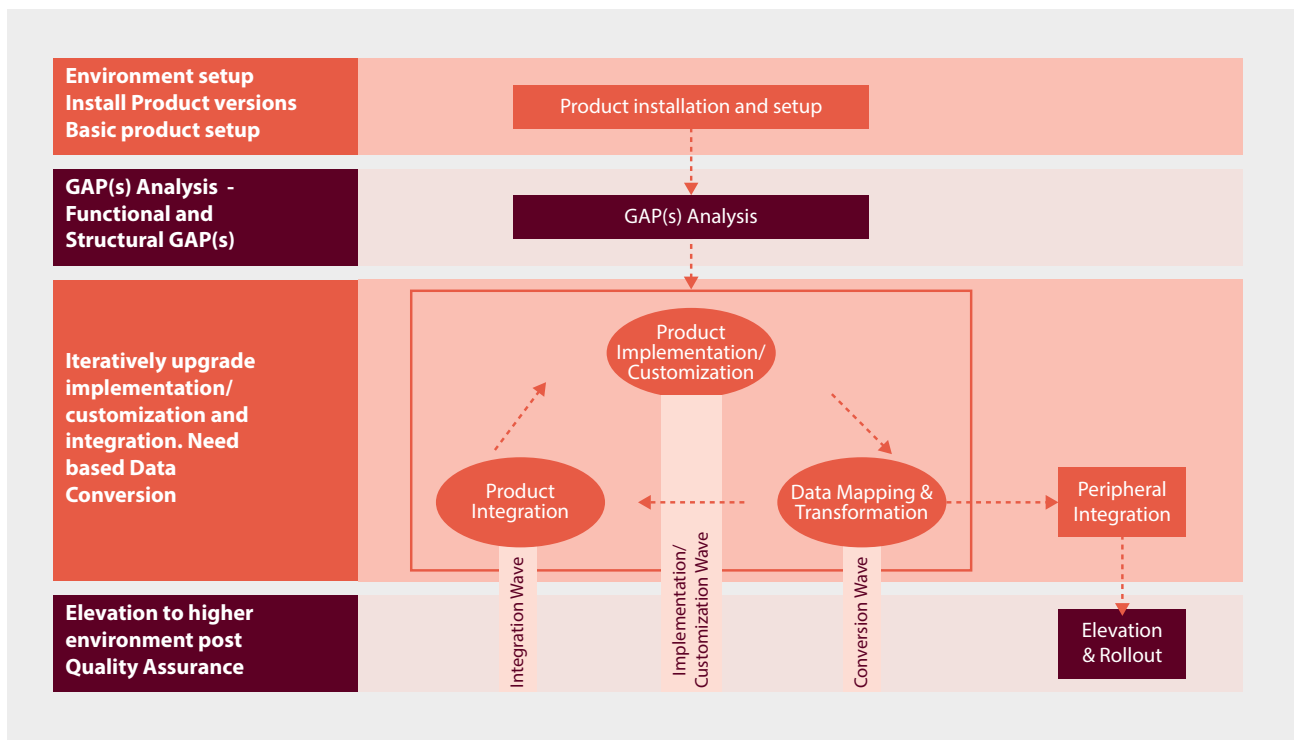 Environment setup
Install Product versions
Basic product setup
Product installation and setup
GAP(s) Analysis -
Functional and
Structural GAP(s)
GAP(s) Analysis
Iteratively upgrade
implementation/
customization and
integration. Need
based Data
Conversion
Product
Implementation/
Customization
Product
Integration
Data Mapping &
Transformation
Peripheral
Integration
Integration Wave
Implementation/
Customization Wave
Conversion Wave
Elevation to higher
environment post
Quality Assurance
Elevation
& Rollout